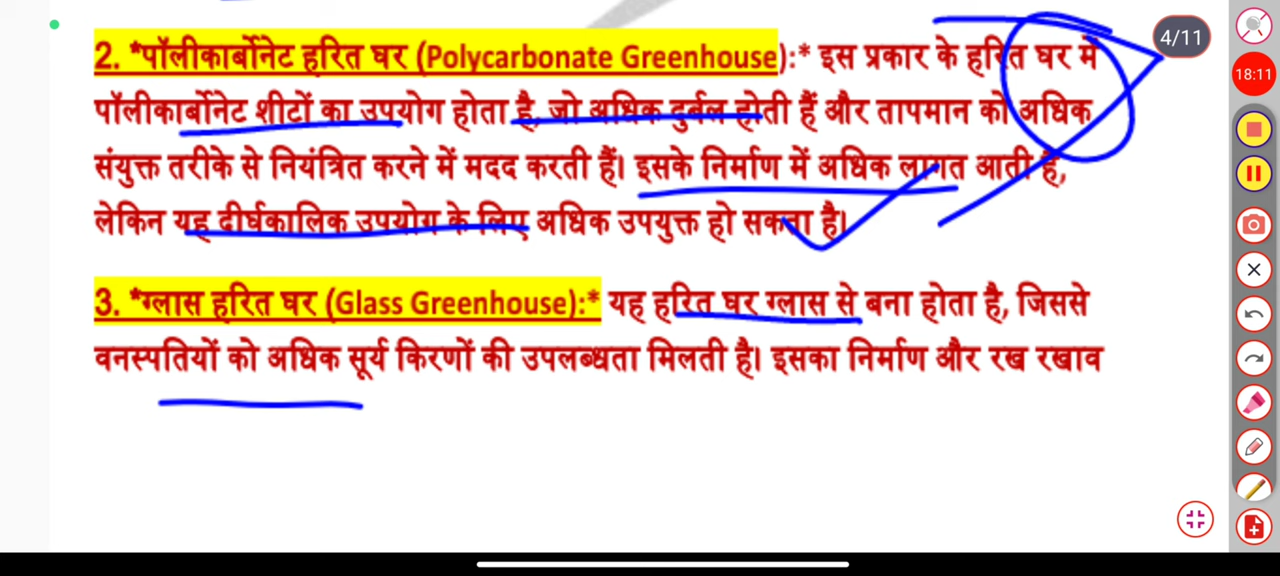 4/11
18:11
2. *पॉलीकार्बोनेट हरित घर (Polycarbonate Greenhouse):* इस प्रकार के हरित घर में
पॉलीकार्बोनेट शीटों का उपयोग होता है, जो अधिक दुर्बल होती हैं और तापमान को अधिक
संयुक्त तरीके से नियंत्रित करने में मदद करती हैं। इसके निर्माण में अधिक लागत आती है,
लेकिन यह दीर्घकालिक उपयोग के लिए अधिक उपयुक्त हो सकता है।
3. *ग्लास हरित घर (Glass Greenhouse):* यह हरित घर ग्लास से बना होता है, जिससे
वनस्पतियों को अधिक सूर्य किरणों की उपलब्धता मिलती है। इसका निर्माण और रख रखाव